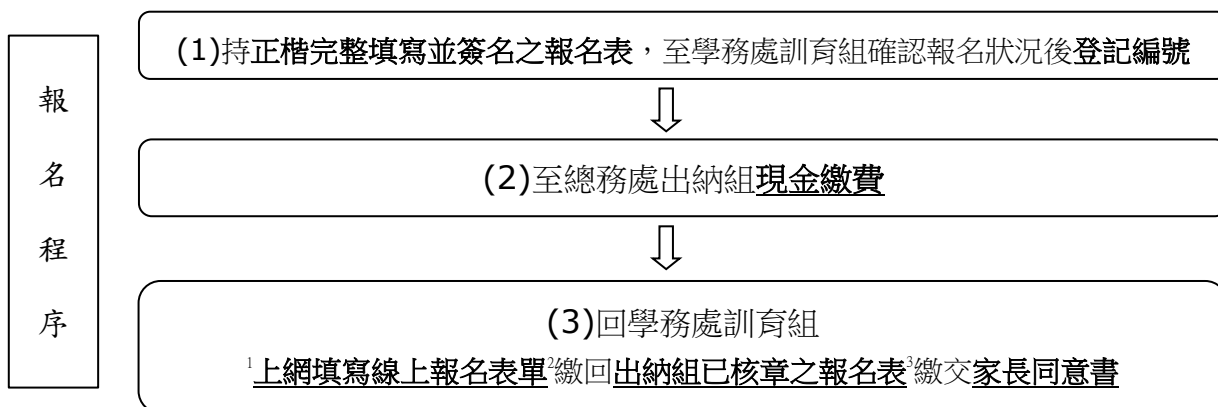 報名程序
(1)持正楷完整填寫並簽名之報名表，至學務處訓育組確認報名狀況後登記編號
(2)至總務處出納組現金繳費
(3)回學務處訓育組
¹上網填寫線上報名表單²繳回出納組已核章之報名表³繳交家長同意書